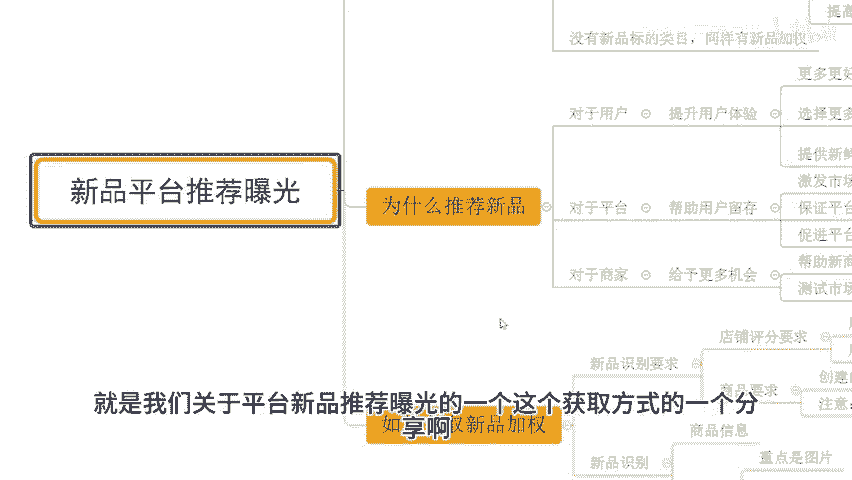 提高
没有新品标的类目，同样有新品加权
更多更好
对于用户
提升用户体验
选择更多
提供新鲜
新品平台推荐曝光
为什么推荐新品
激发市场
对于平台
帮助用户留存
保证平台
促进平台
帮助新商
对于商家
给予更多机会
测试市场
店铺评分要求
新品识别要求
创建
商品要求
注意
就是我们关于平台新品推荐曝光的一个这个获取方式的一个分
享啊
如
权新品加权
商品信息
新品识别
重点是图片